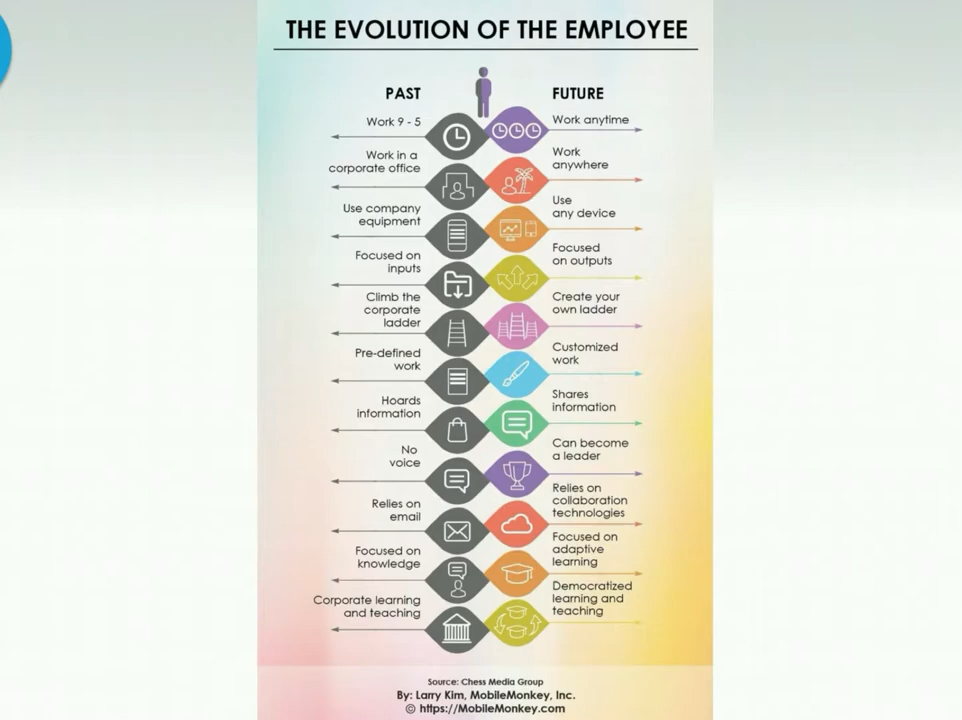 THE EVOLUTION OF THE EMPLOYEE
PAST
FUTURE
Work 9 - 5
Work anytime
Work in a
corporate office
Work
anywhere
Use company
equipment
Use
any device
Focused on
inputs
Focused
on outputs
Climb the
corporate
ladder
Create your
own ladder
Pre-defined
work
Customized
work
Hoards
information
Shares
information
No
voice
Can become
a leader
Relies on
email
Relies on
collaboration
technologies
Focused on
knowledge
Focused on
adaptive
learning
Corporate learning
and teaching
Democratized
learning and
teaching
Source: Chess Media Group
By: Larry Kim, MobileMonkey, Inc.
© https://MobileMonkey.com